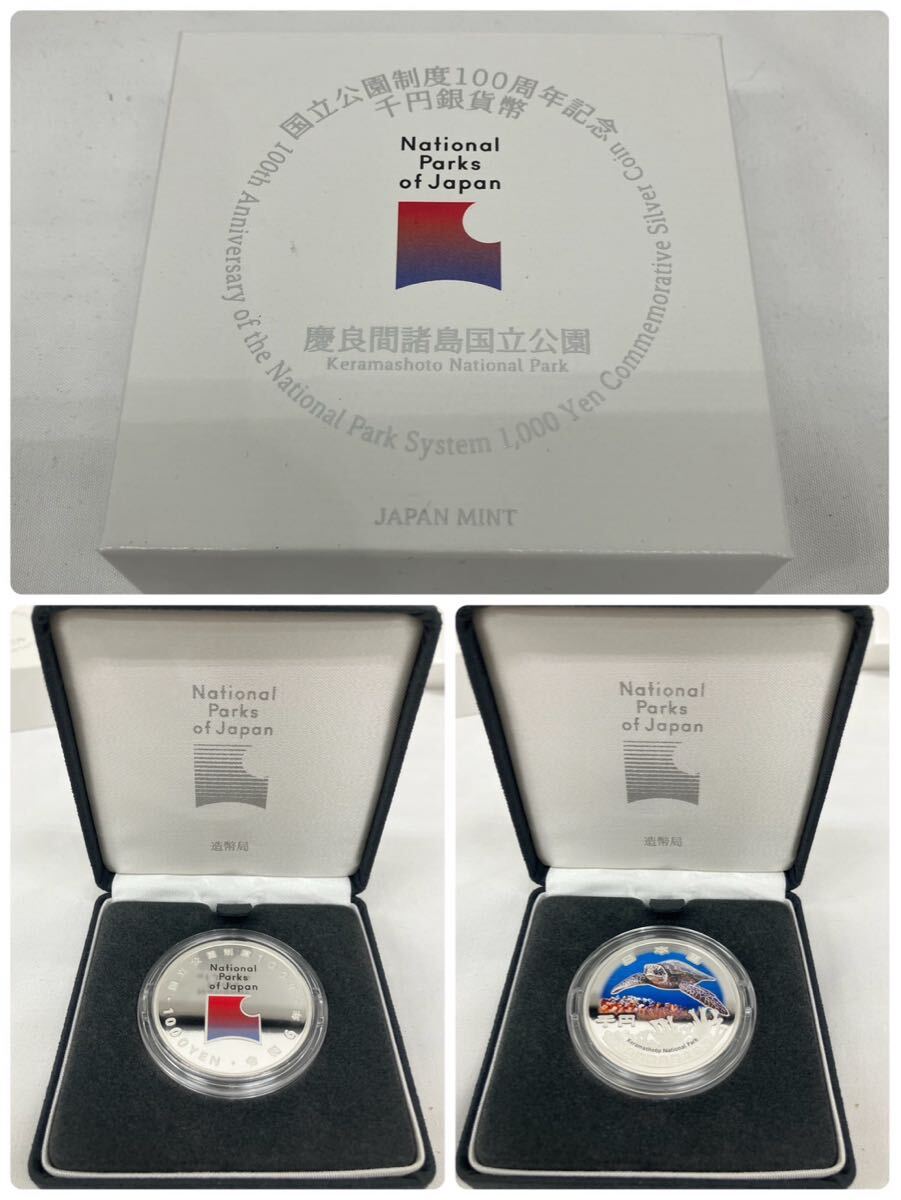 国立公園制度100周年記念
千円銀貨幣
National
Parks
of Japan
慶良間諸島国立公園
Keramashoto National Park
100th Anniversary of the National Park System 1,000 Yen Commemorative Silver Coin
JAPAN MINT
National
Parks
of Japan
造幣局
National
Parks
of Japan
1000YEN
National
Parks
of Japan
造幣局
日本国
千円
Keramashoto National Park